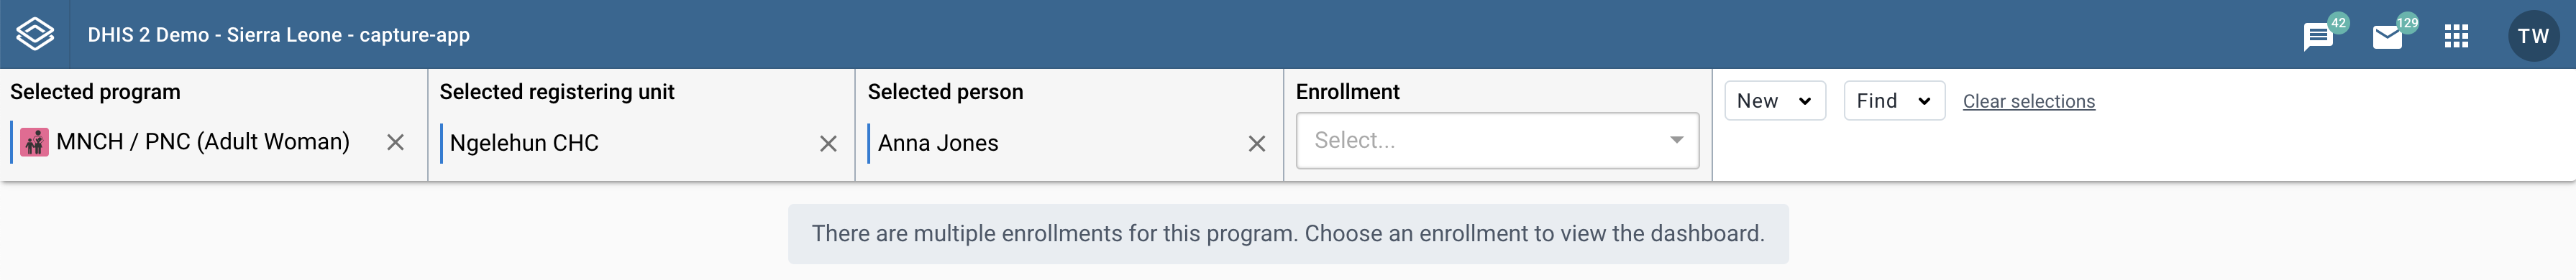 DHIS 2 Demo - Sierra Leone - capture-app
42
129
TW
Selected program
MNCH / PNC (Adult Woman)
Selected registering unit
Ngelehun CHC
Selected person
Anna Jones
Enrollment
Select...
New
Find
Clear selections
There are multiple enrollments for this program. Choose an enrollment to view the dashboard.